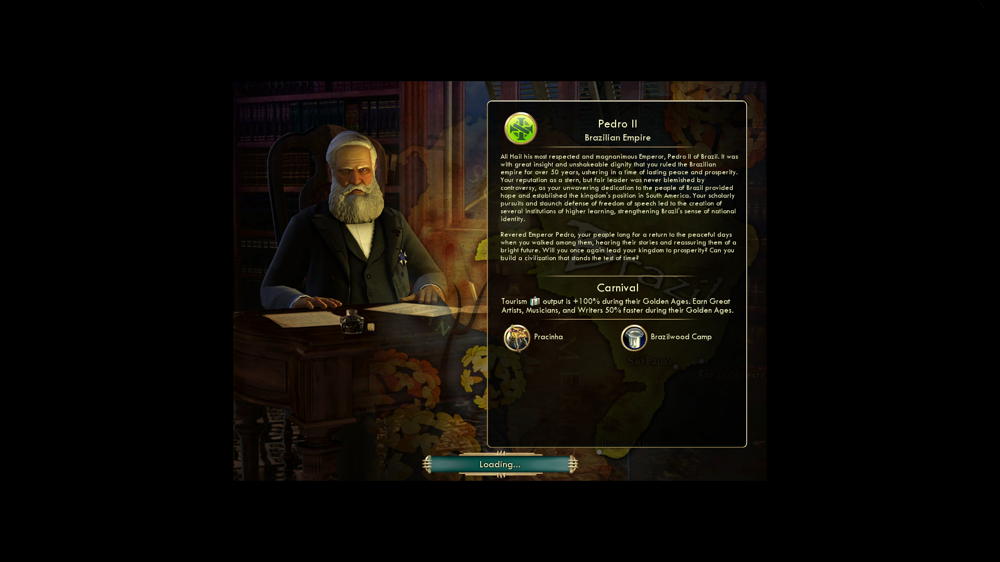 Pedro II
Brazilian Empire
All Hail his most respected and magnanimous Emperor, Pedro II of Brazil. It was
with great insight and unshakeable dignity that you ruled the Brazilian
empire for over 50 years, ushering in a time of lasting peace and prosperity.
Your reputation as a stern, but fair leader was never blemished by
controversy, as your unwavering dedication to the people of Brazil provided
hope and established the kingdom's position in South America. Your scholarly
pursuits and staunch defense of freedom of speech led to the creation of
several institutions of higher learning, strengthening Brazil's sense of national
identity.
Revered Emperor Pedro, your people long for a return to the peaceful days
when you walked among them, hearing their stories and reassuring them of a
bright future. Will you once again lead your kingdom to prosperity? Can you
build a civilization that stands the test of time?
Brazil
Carnival
Tourism output is +100% during their Golden Ages. Earn Great
Artists, Musicians, and Writers 50% faster during their Golden Ages.
Pracinha
Brazilwood Camp
Sao Paulo
Rio de Janeiro
Buenos Aires
Loading...